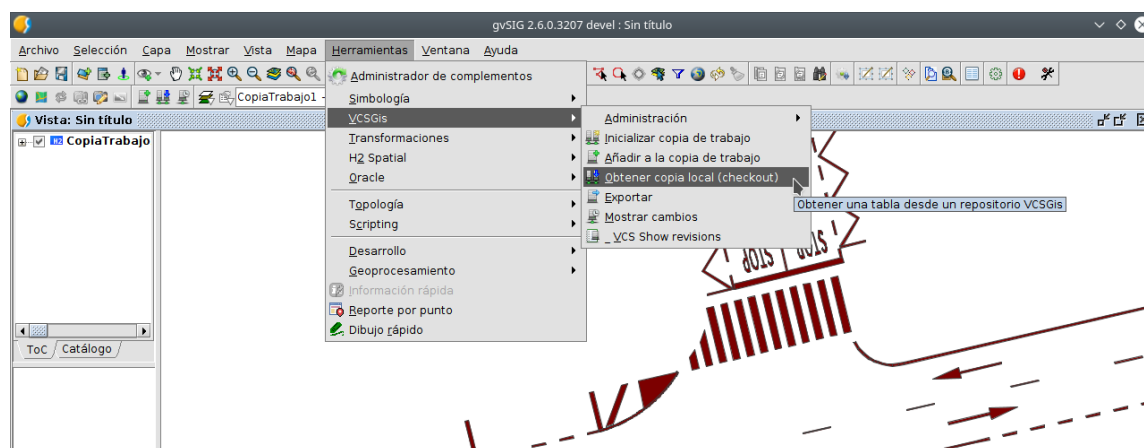 gvSIG 2.6.0.3207 devel : Sin título
Archivo Selección Capa Mostrar Vista Mapa Herramientas Ventana Ayuda
CopiaTrabajo1
Vista: Sin título
CopiaTrabajo
ToC Catálogo
Administrador de complementos
Simbología
VCSGis
Transformaciones
H2 Spatial
Oracle
Topología
Scripting
Desarrollo
Geoprocesamiento
Información rápida
Reporte por punto
Dibujo rápido
Administración
Inicializar copia de trabajo
Añadir a la copia de trabajo
Obtener copia local (checkout)
Exportar
Mostrar cambios
_ VCS Show revisions
Obtener una tabla desde un repositorio VCSGis
STOP STOP